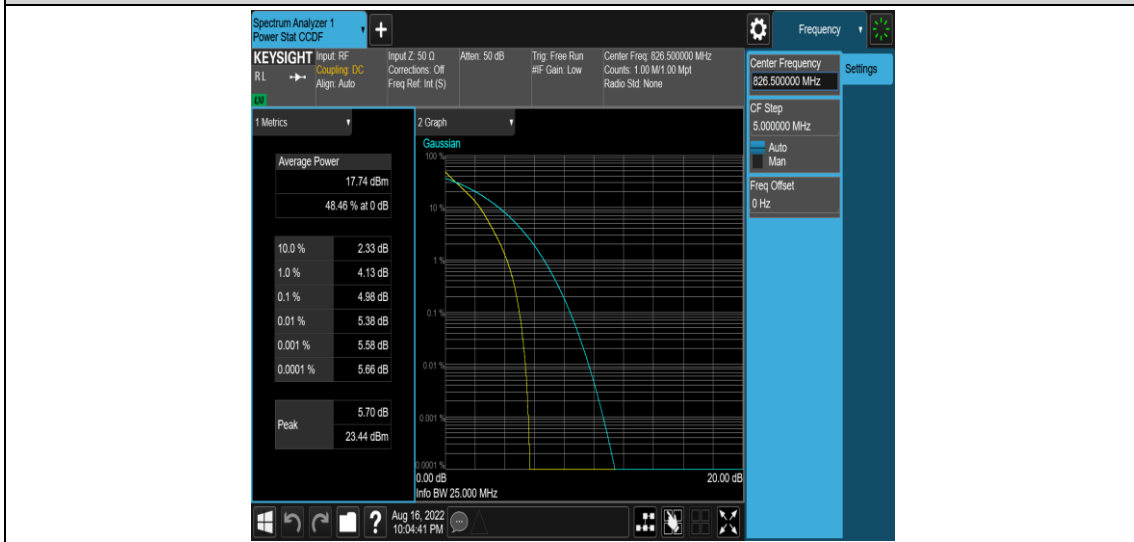 Spectrum Analyzer 1
Power Stat CCDF
Frequency
KEYSIGHT
RL
Input: RF
Coupling: DC
Align: Auto
Input Z: 50 Ω
Corrections: Off
Freq Ref: Int (S)
Atten: 50 dB
Trig: Free Run
#IF Gain: Low
Center Freq: 826.500000 MHz
Counts: 1.00 M/1.00 Mpt
Radio Std: None
Center Frequency
826.500000 MHz
Settings
CF Step
5.000000 MHz
Auto
Man
Freq Offset
0 Hz
1 Metrics
Average Power
17.74 dBm
48.46 % at 0 dB
10.0 % 2.33 dB
1.0 % 4.13 dB
0.1 % 4.98 dB
0.01 % 5.38 dB
0.001 % 5.58 dB
0.0001 % 5.66 dB
Peak
5.70 dB
23.44 dBm
2 Graph
Gaussian
100 %
10 %
1 %
0.1 %
0.01 %
0.001 %
0.0001 %
0.00 dB
20.00 dB
Info BW 25.000 MHz
Aug 16, 2022
10:04:41 PM